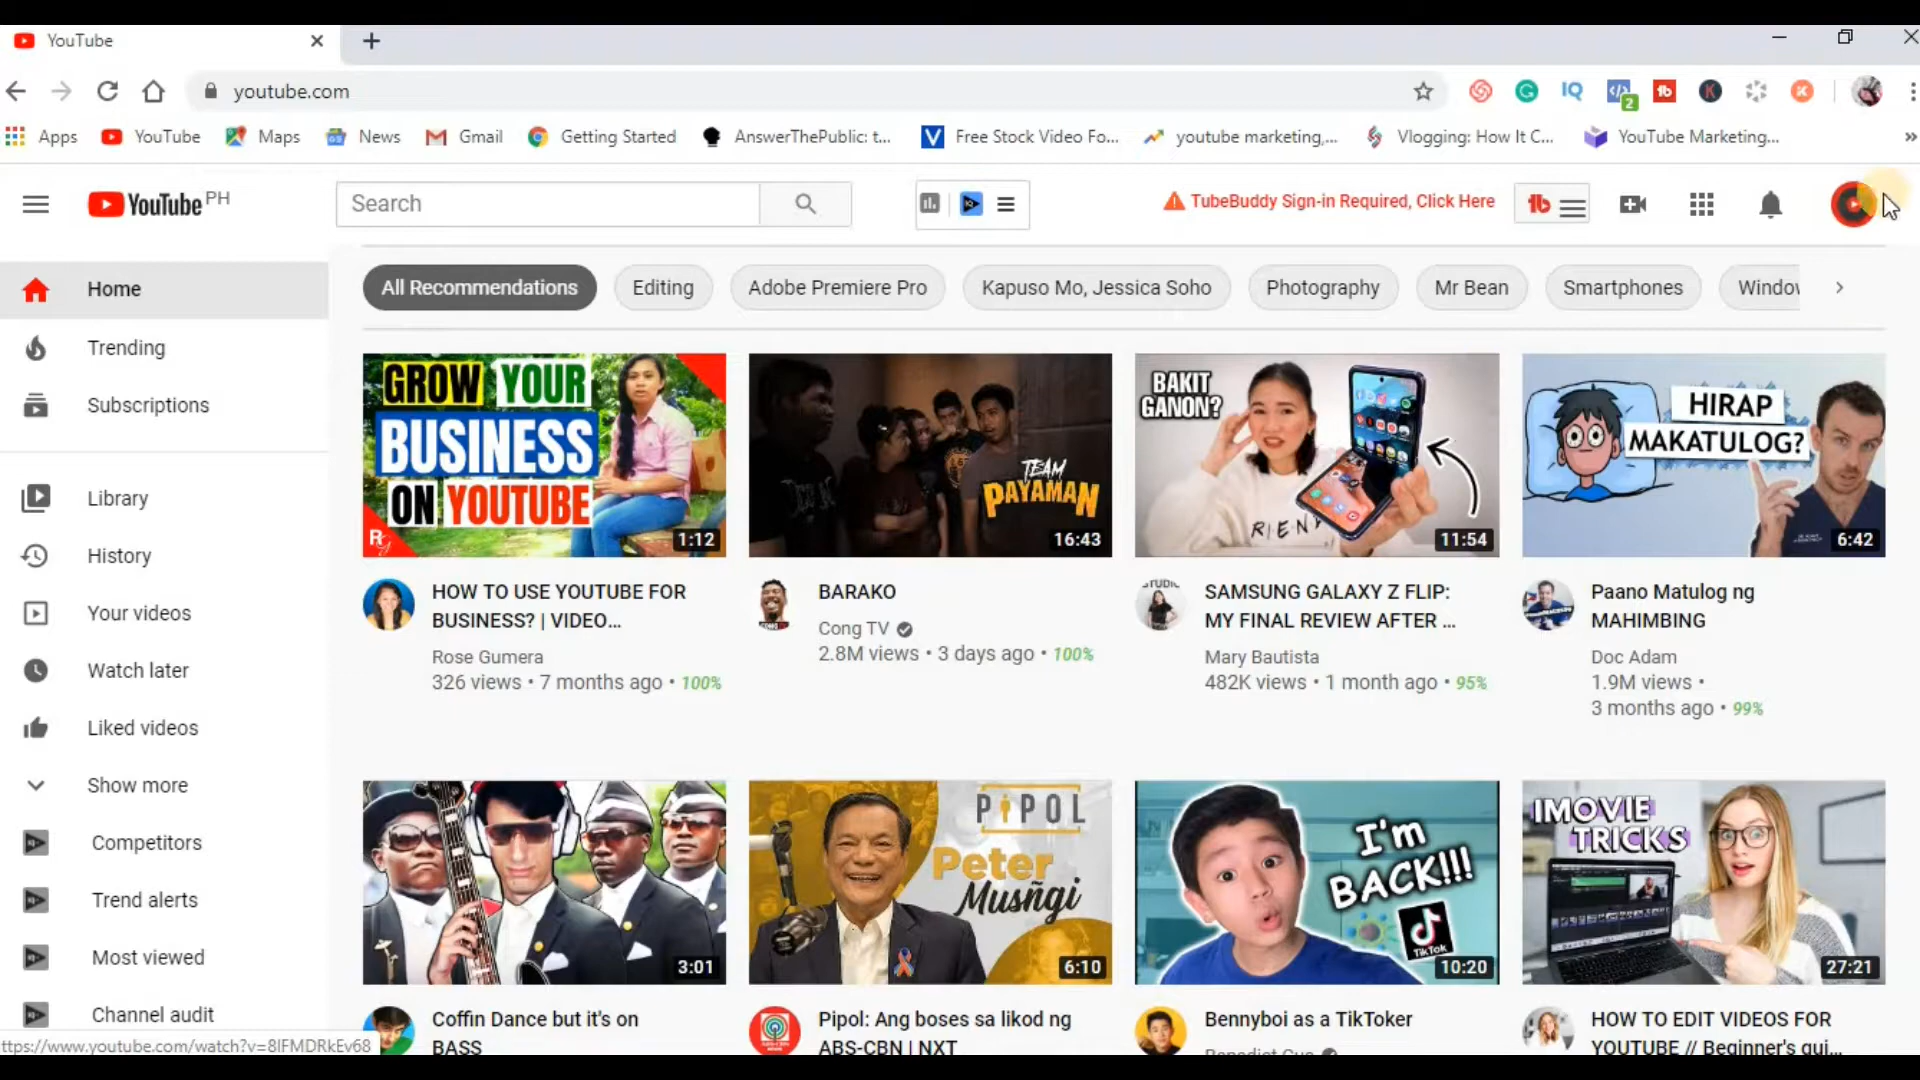 YouTube
youtube.com
IQ
2
Apps YouTube Maps News Gmail Getting Started AnswerThePublic: t... Free Stock Video Fo... youtube marketing,... Vlogging: How It C... YouTube Marketing... »
YouTube PH
Search
TubeBuddy Sign-in Required, Click Here
Home
Trending
Subscriptions
Library
History
Your videos
Watch later
Liked videos
Show more
Competitors
Trend alerts
Most viewed
Channel audit
All Recommendations Editing Adobe Premiere Pro Kapuso Mo, Jessica Soho Photography Mr Bean Smartphones Window
GROW YOUR
BUSINESS
ON YOUTUBE
1:12
HOW TO USE YOUTUBE FOR
BUSINESS? | VIDEO...
Rose Gumera
326 views • 7 months ago • 100%
TEAM
PAYAMAN
16:43
BARAKO
Cong TV
2.8M views • 3 days ago • 100%
BAKIT
GANON?
11:54
SAMSUNG GALAXY Z FLIP:
MY FINAL REVIEW AFTER ...
Mary Bautista
482K views • 1 month ago • 95%
HIRAP
MAKATULOG?
6:42
Paano Matulog ng
MAHIMBING
Doc Adam
1.9M views •
3 months ago • 99%
3:01
Coffin Dance but it's on
BASS
PIPOL
Peter
Musñgi
6:10
Pipol: Ang boses sa likod ng
ABS-CBN | NXT
I'm
BACK!!!
TikTok
10:20
Bennyboi as a TikToker
IMOVIE
TRICKS
27:21
HOW TO EDIT VIDEOS FOR
YOUTUBE // Beginner's gui...
ttps://www.youtube.com/watch?v=8IFMDRkEv68